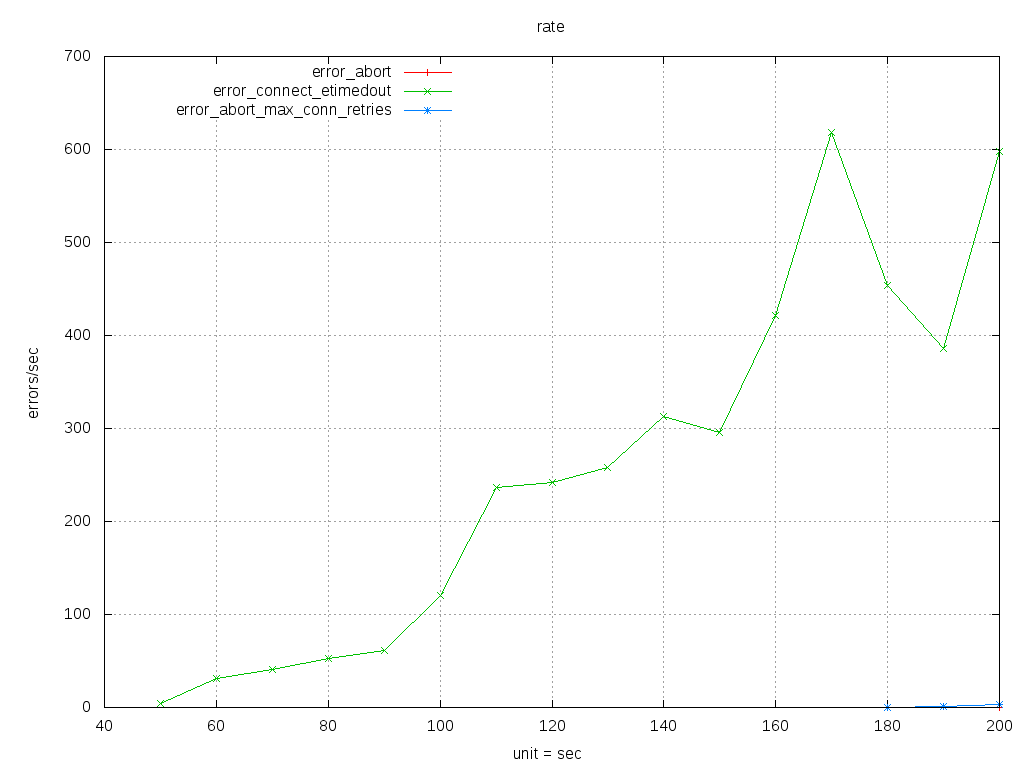 rate
700
error_abort
error_connect_etimedout
error_abort_max_conn_retries
600
500
400
errors/sec
300
200
100
0
40 60 80 100 120 140 160 180 200
unit = sec